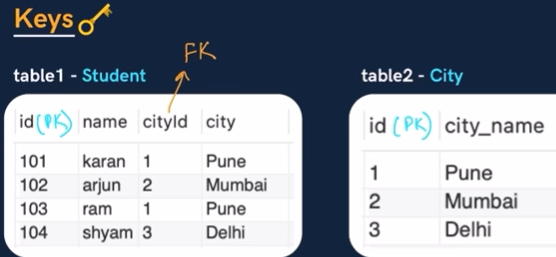 Keys
FK
table1 - Student
id (PK) name cityId city
101 karan 1 Pune
102 arjun 2 Mumbai
103 ram 1 Pune
104 shyam 3 Delhi
table2 - City
id (PK) city_name
1 Pune
2 Mumbai
3 Delhi